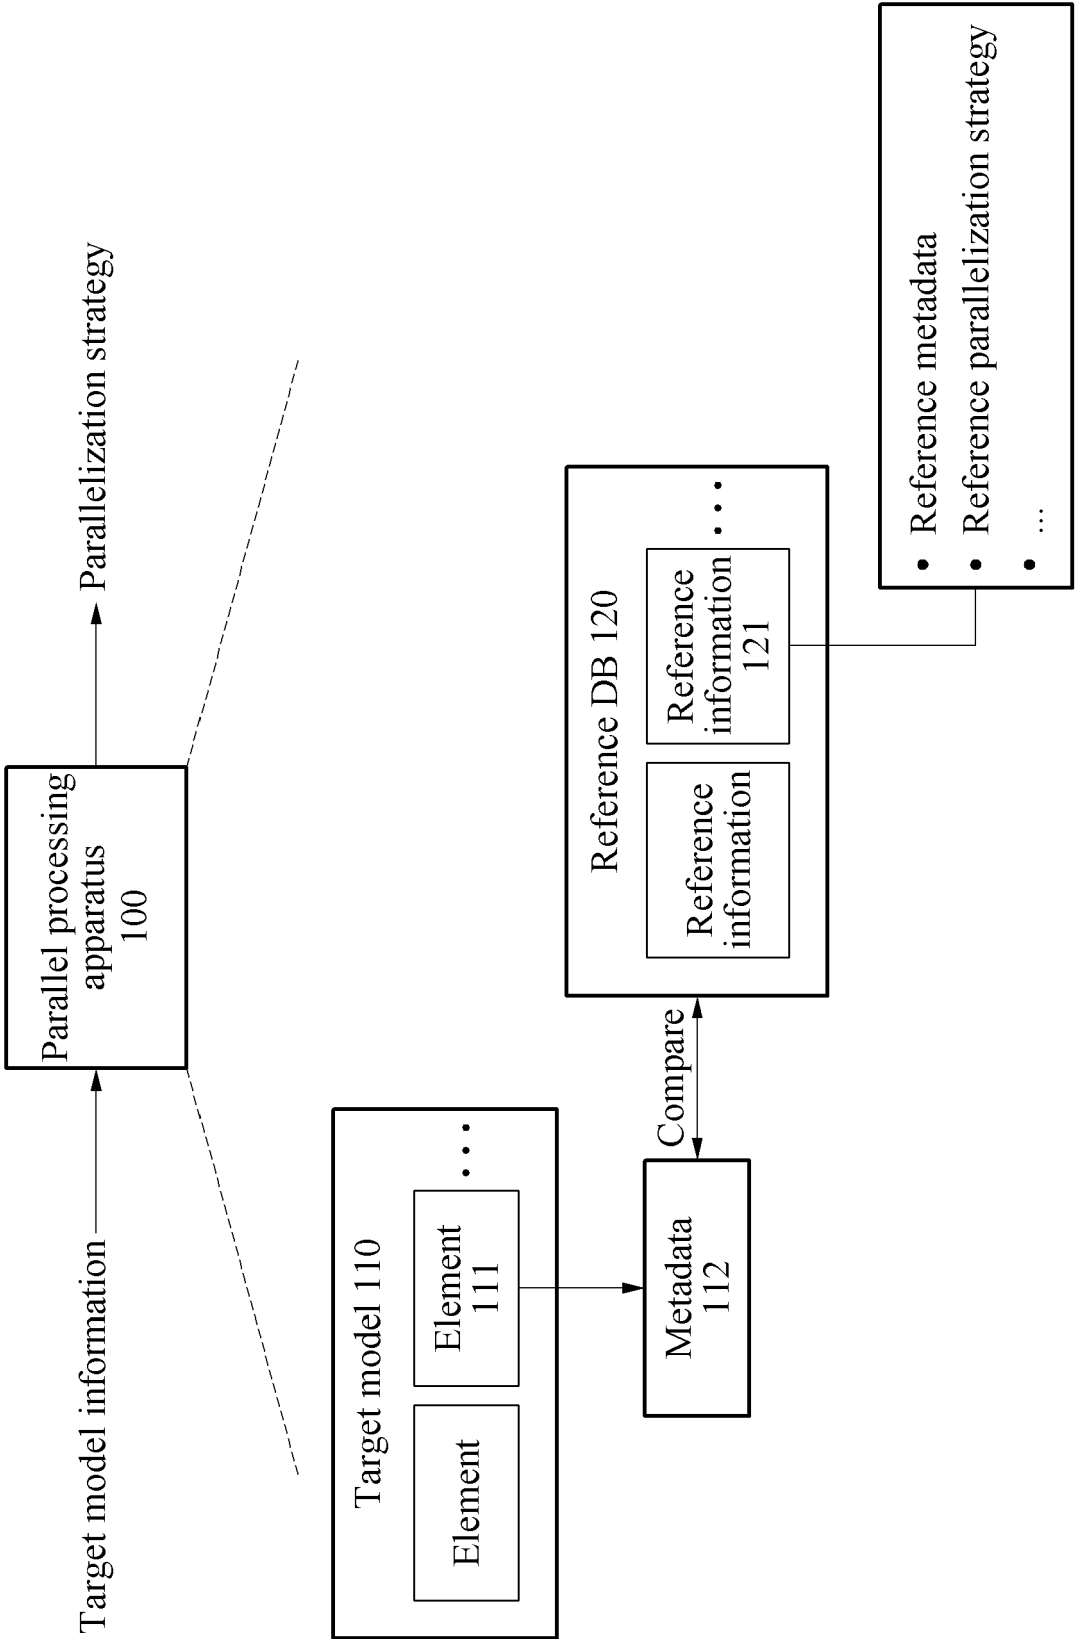 Target model information
Parallel processing
apparatus
100
Parallelization strategy
Target model 110
Element
Element
111
...
Metadata
112
Compare
Reference DB 120
Reference
information
Reference
information
121
...
• Reference metadata
• Reference parallelization strategy
• ...